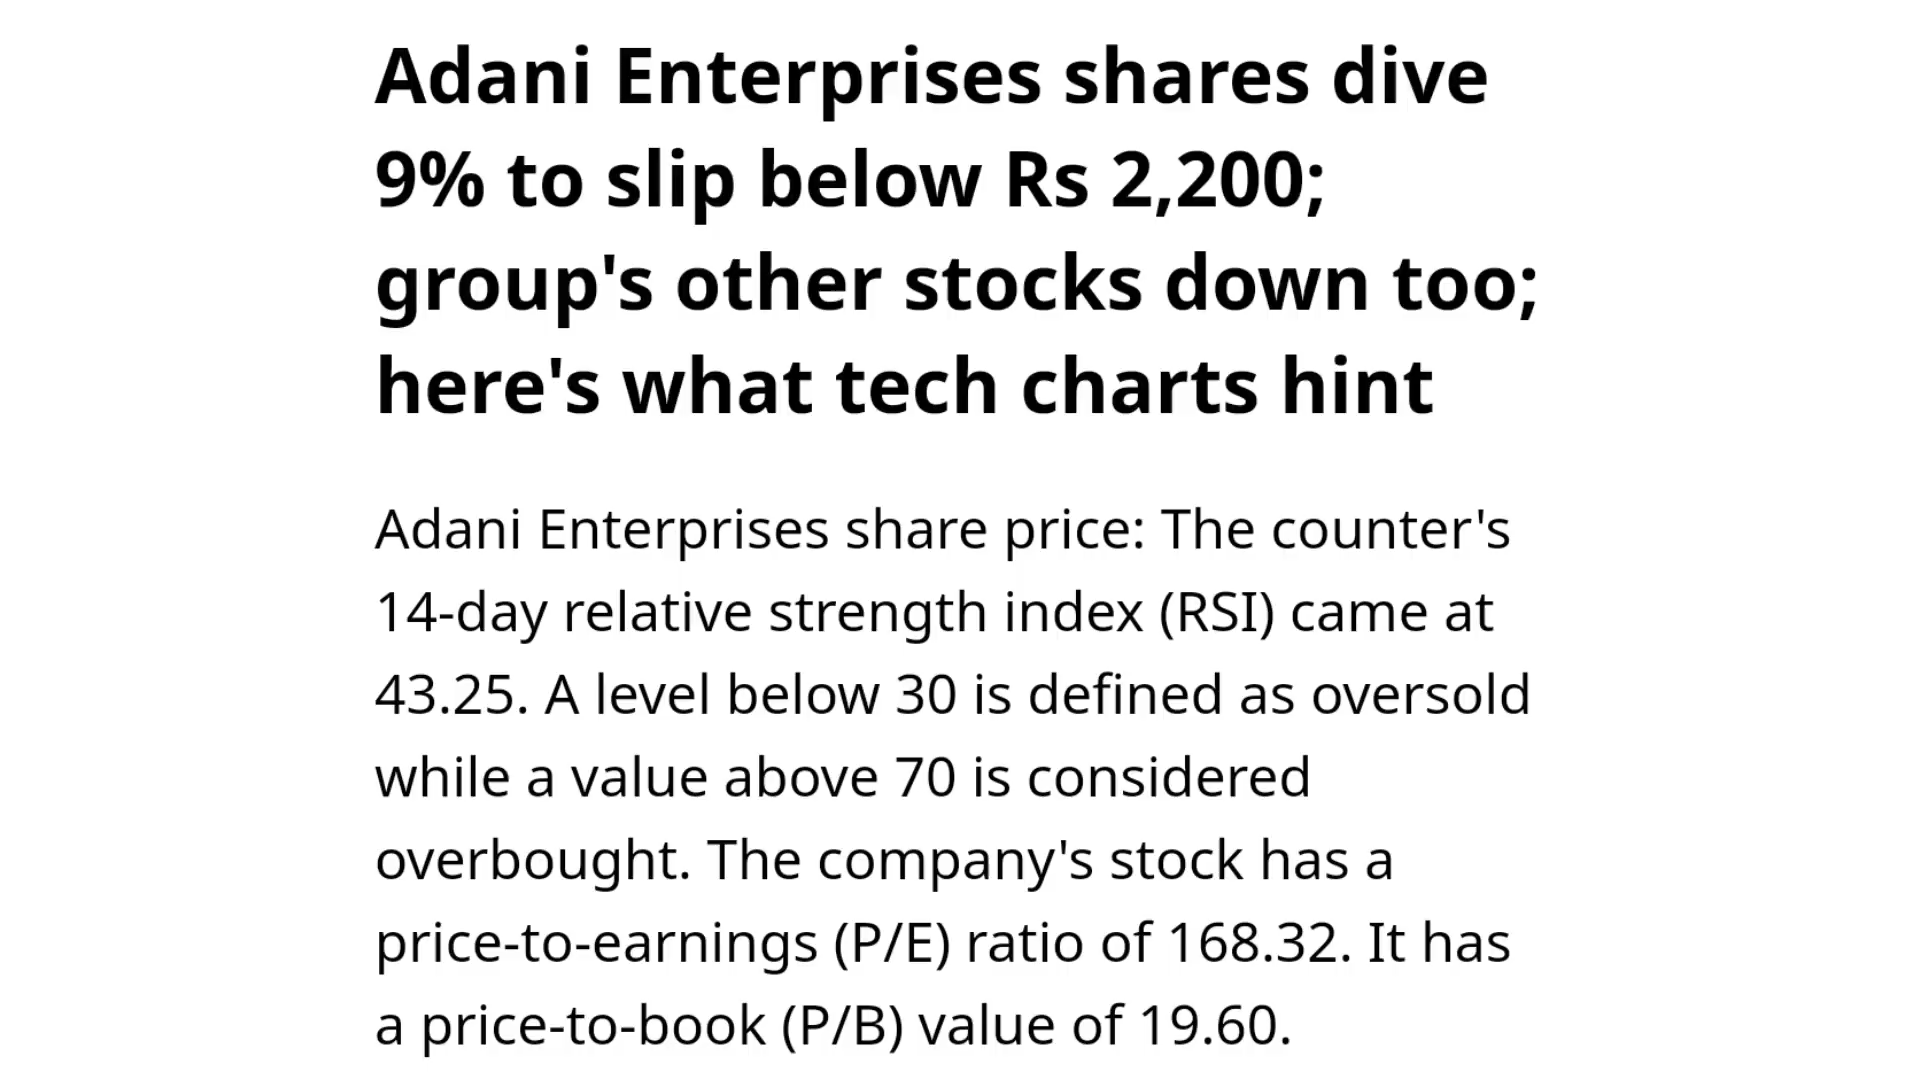 Adani Enterprises shares dive
9% to slip below Rs 2,200;
group's other stocks down too;
here's what tech charts hint
Adani Enterprises share price: The counter's
14-day relative strength index (RSI) came at
43.25. A level below 30 is defined as oversold
while a value above 70 is considered
overbought. The company's stock has a
price-to-earnings (P/E) ratio of 168.32. It has
a price-to-book (P/B) value of 19.60.